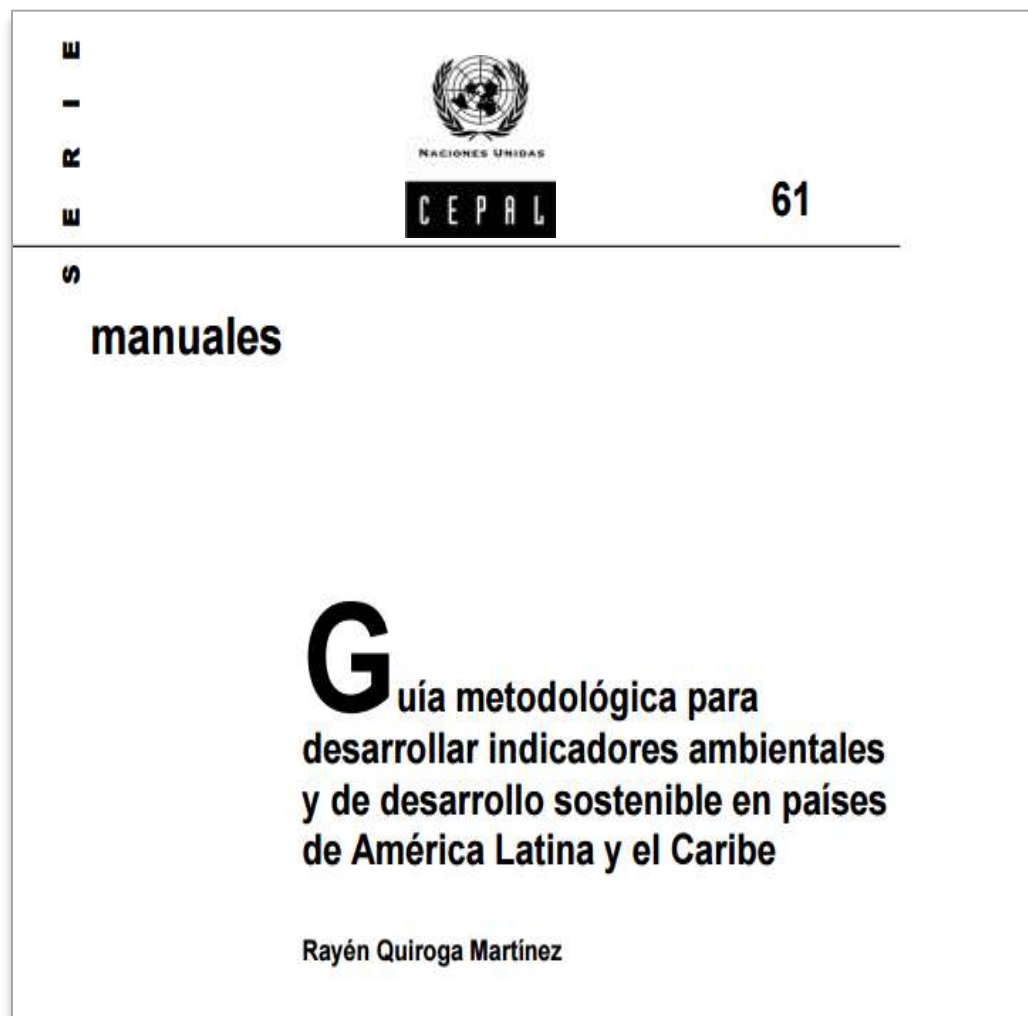 SERIE
NACIONES UNIDAS
CEPAL
61
manuales
Guía metodológica para
desarrollar indicadores ambientales
y de desarrollo sostenible en países
de América Latina y el Caribe
Rayén Quiroga Martínez